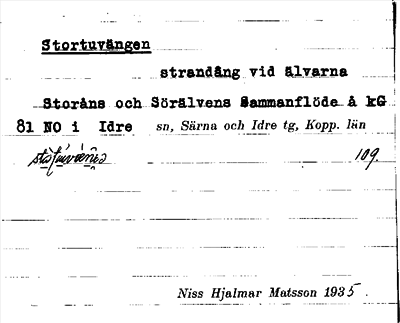 Stortuvängen
strandäng vid älvarna
Storåns och Sörälvens Sammanflöde å kG
81 NO i Idre sn, Särna och Idre tg, Kopp. län
109.
Niss Hjalmar Matsson 1935.